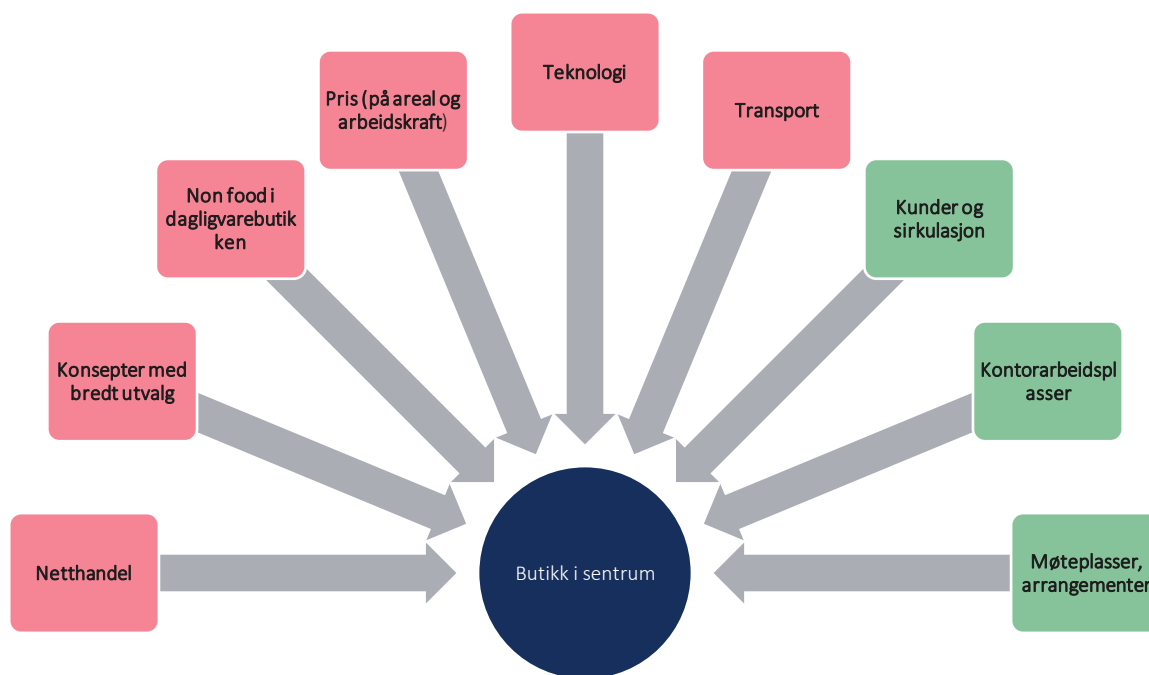 Teknologi
Pris (på areal og
arbeidskraft)
Transport
Non food i
dagligvarebutik
ken
Kunder og
sirkulasjon
Konsepter med
bredt utvalg
Kontorarbeidspl
asser
Netthandel
Butikk i sentrum
Møteplasser,
arrangementer